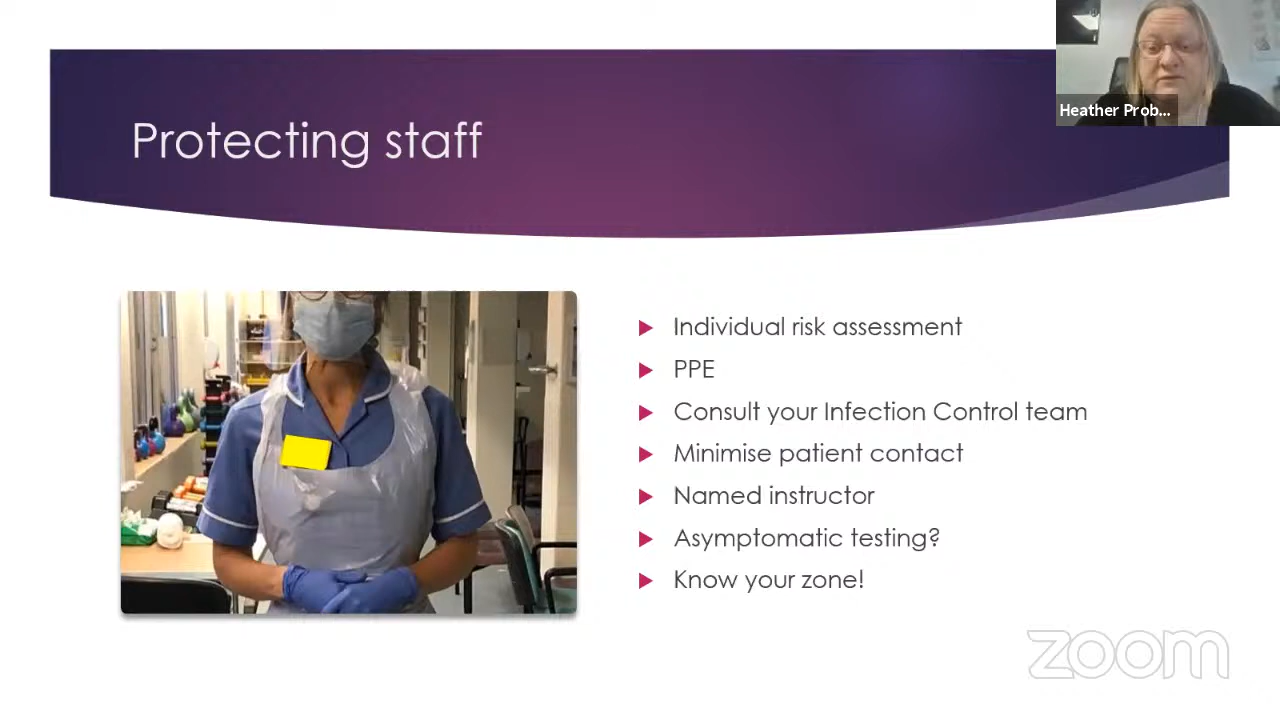 Heather Prob...
Protecting staff
Individual risk assessment
PPE
Consult your Infection Control team
Minimise patient contact
Named instructor
Asymptomatic testing?
Know your zone!
zoom